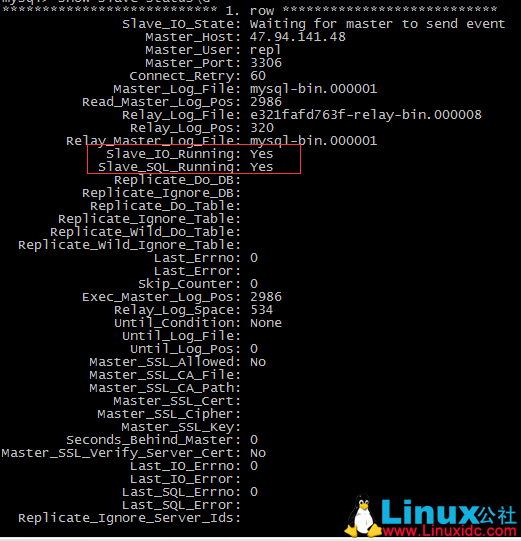 mysql> show slave status\G
*************************** 1. row ***************************
Slave_IO_State: Waiting for master to send event
Master_Host: 47.94.141.48
Master_User: repl
Master_Port: 3306
Connect_Retry: 60
Master_Log_File: mysql-bin.000001
Read_Master_Log_Pos: 2986
Relay_Log_File: e321fafd763f-relay-bin.000008
Relay_Log_Pos: 320
Relay_Master_Log_File: mysql-bin.000001
Slave_IO_Running: Yes
Slave_SQL_Running: Yes
Replicate_Do_DB:
Replicate_Ignore_DB:
Replicate_Do_Table:
Replicate_Ignore_Table:
Replicate_Wild_Do_Table:
Replicate_Wild_Ignore_Table:
Last_Errno: 0
Last_Error:
Skip_Counter: 0
Exec_Master_Log_Pos: 2986
Relay_Log_Space: 534
Until_Condition: None
Until_Log_File:
Until_Log_Pos: 0
Master_SSL_Allowed: No
Master_SSL_CA_File:
Master_SSL_CA_Path:
Master_SSL_Cert:
Master_SSL_Cipher:
Master_SSL_Key:
Seconds_Behind_Master: 0
Master_SSL_Verify_Server_Cert: No
Last_IO_Errno: 0
Last_IO_Error:
Last_SQL_Errno: 0
Last_SQL_Error:
Replicate_Ignore_Server_Ids:
Linux公社
www.Linuxidc.com